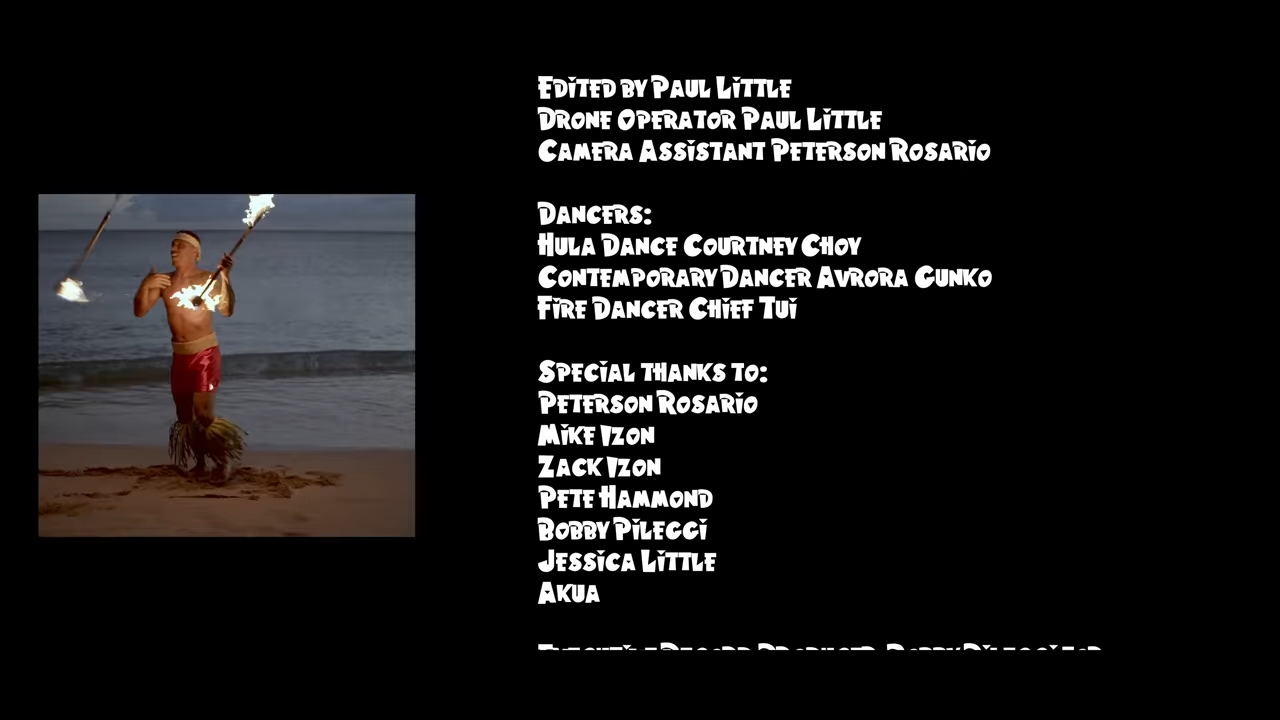 Edited by Paul Little
Drone Operator Paul Little
Camera Assistant Peterson Rosario
Dancers:
Hula Dance Courtney Choy
Contemporary Dancer Avrora Gunko
Fire Dancer Chief Tui
Special thanks to:
Peterson Rosario
Mike Izon
Zack Izon
Pete Hammond
Bobby Pilecci
Jessica Little
Akua